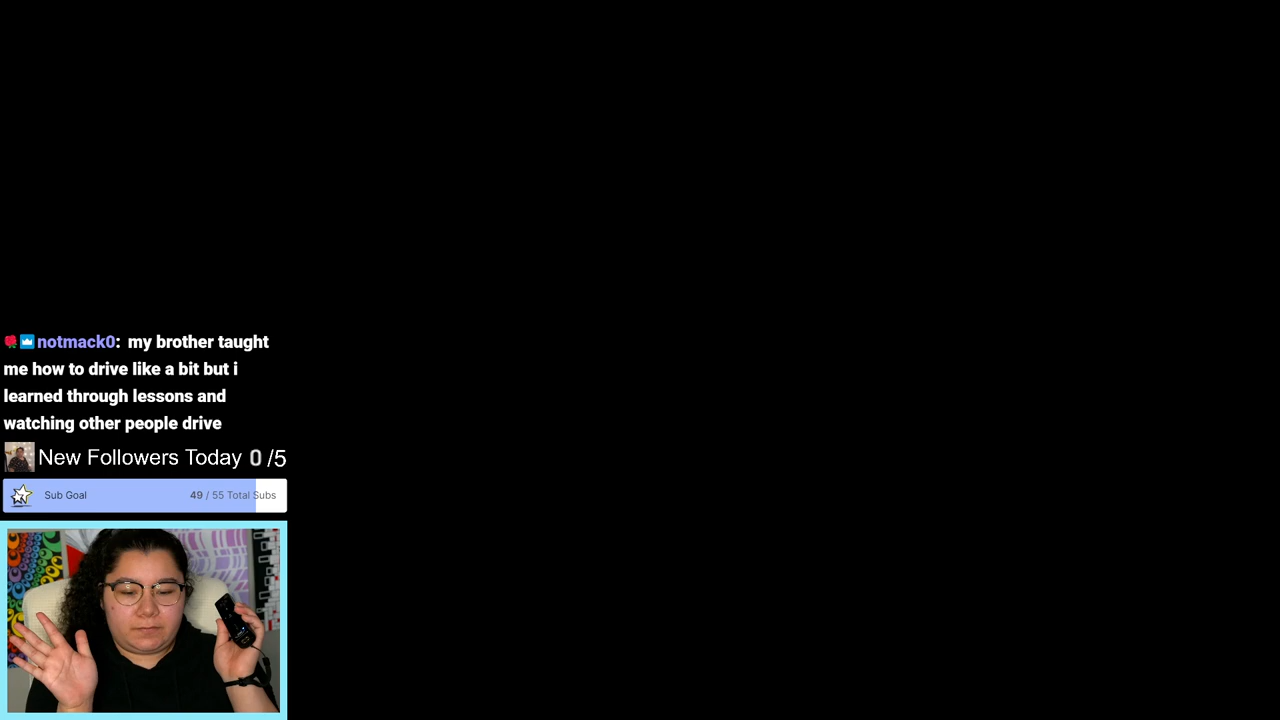 notmack0: my brother taught
me how to drive like a bit but i
learned through lessons and
watching other people drive
New Followers Today 0 /5
Sub Goal 49 / 55 Total Subs